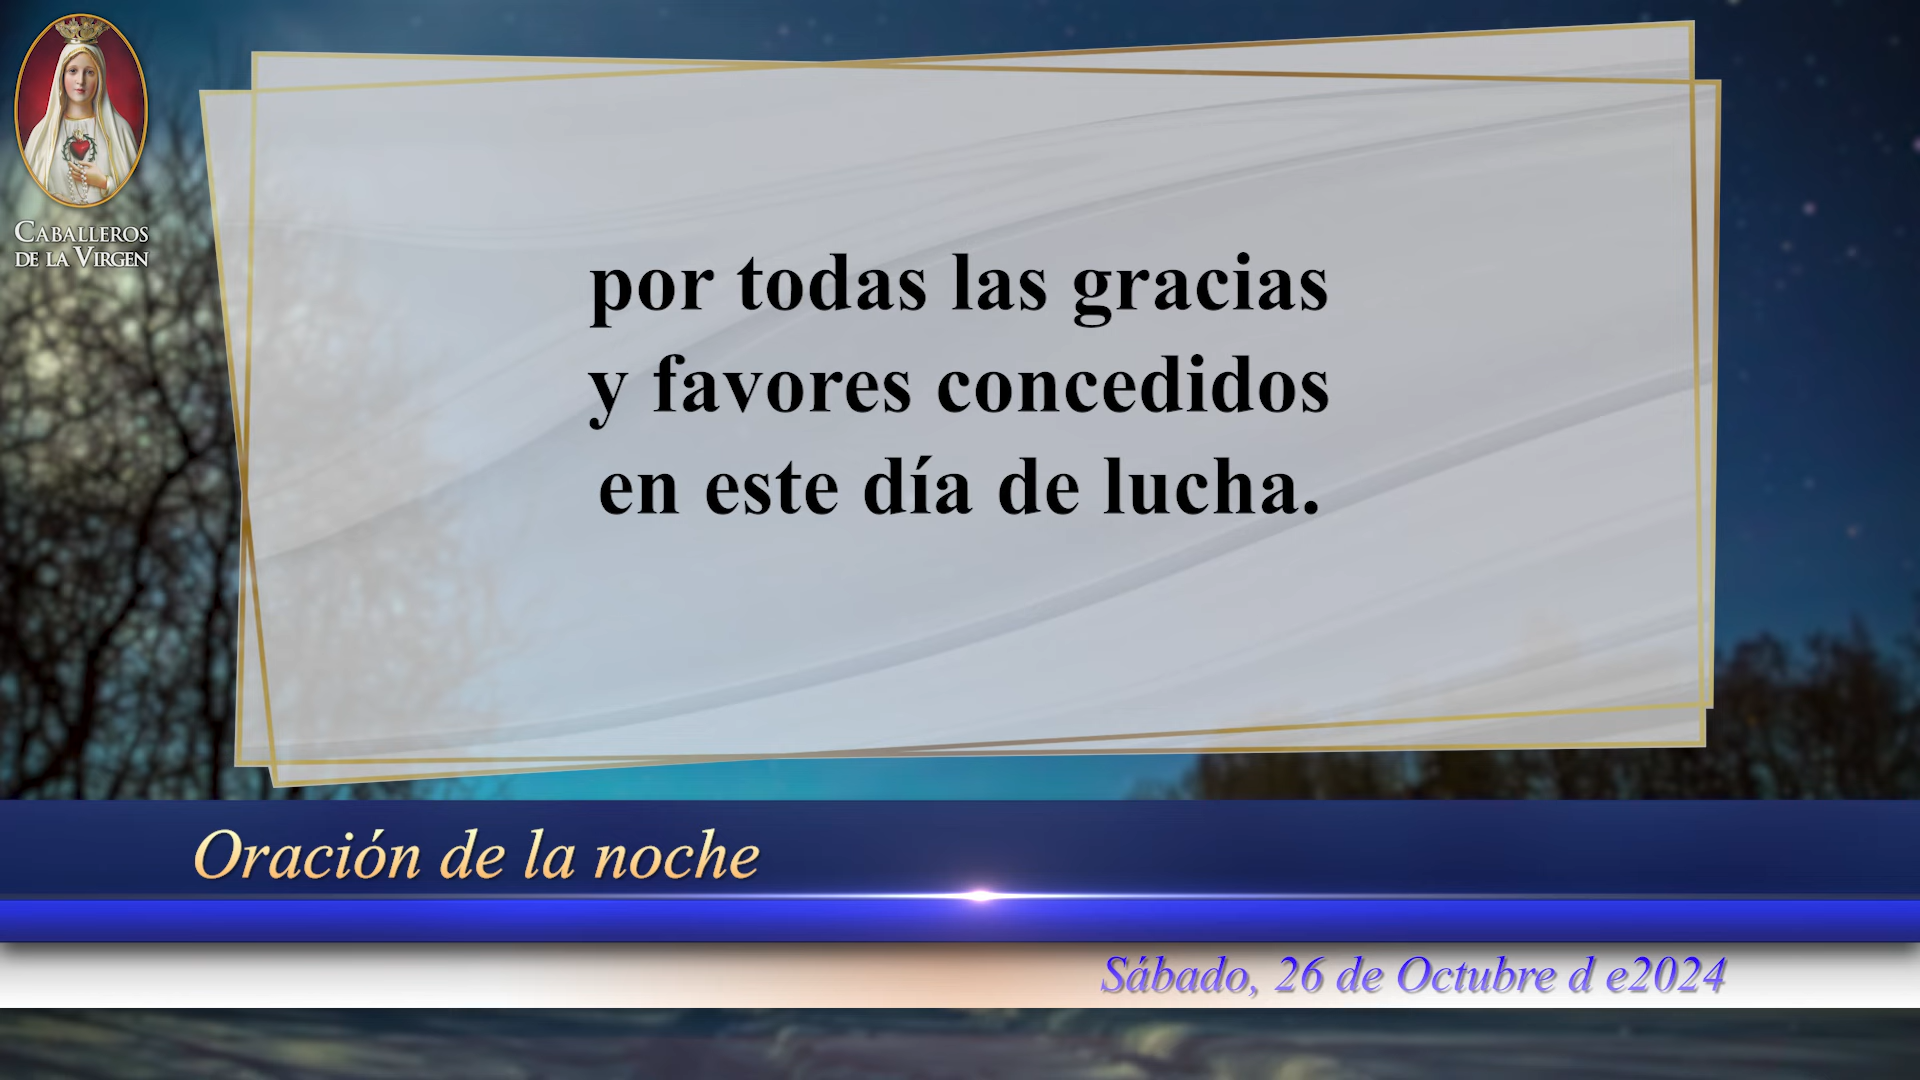 CABALLEROS
DE LA VIRGEN
por todas las gracias
y favores concedidos
en este día de lucha.
Oración de la noche
Sábado, 26 de Octubre d e2024